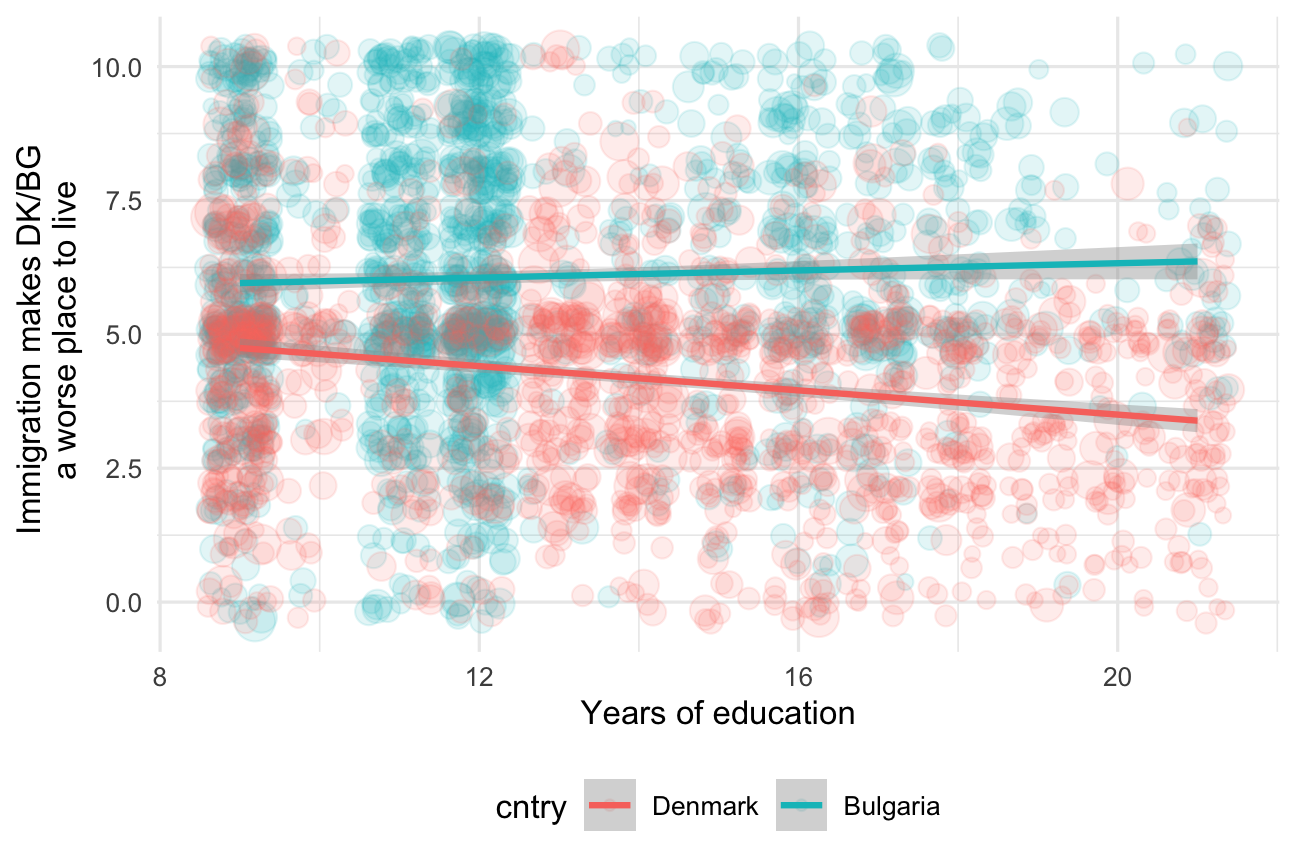 Immigration makes DK/BG
a worse place to live
10.0
7.5
5.0
2.5
0.0
8 12 16 20
Years of education
cntry Denmark Bulgaria